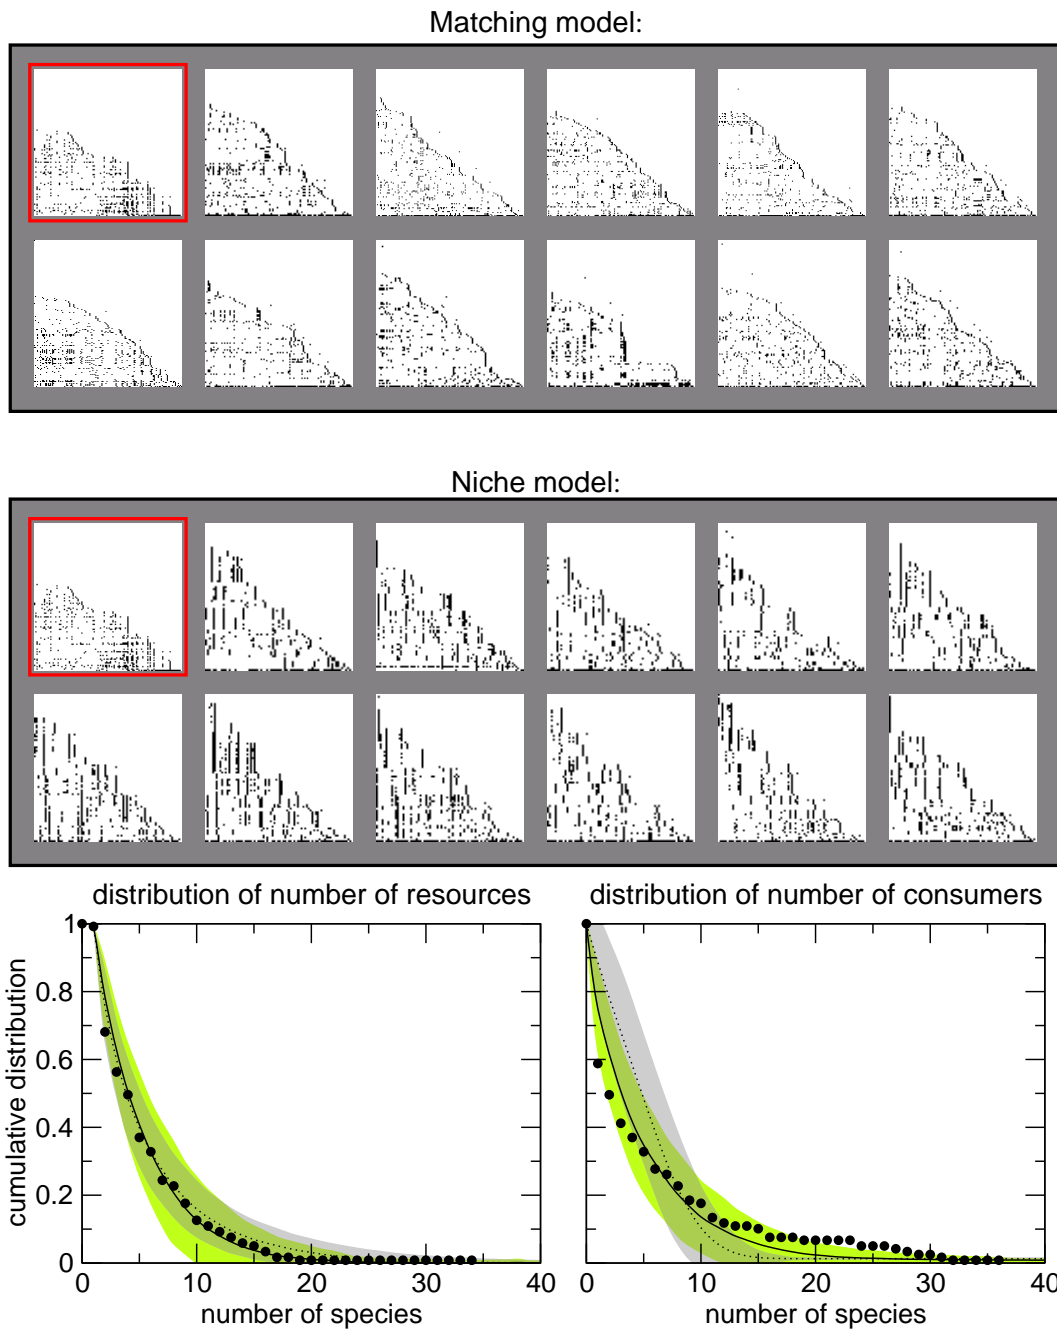 Matching model:
Niche model:
distribution of number of resources
distribution of number of consumers
cumulative distribution
1
0.8
0.6
0.4
0.2
0
0 10 20 30 40
0 10 20 30 40
number of species
number of species